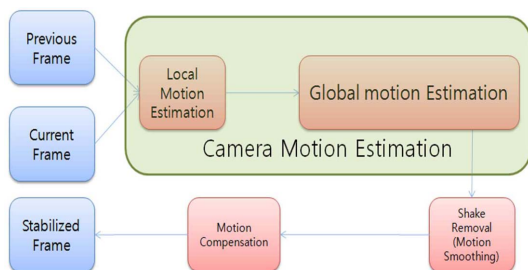 Previous
Frame
Local
Motion
Estimation
Global motion Estimation
Current
Frame
Camera Motion Estimation
Stabilized
Frame
Motion
Compensation
Shake
Removal
(Motion
Smoothing)